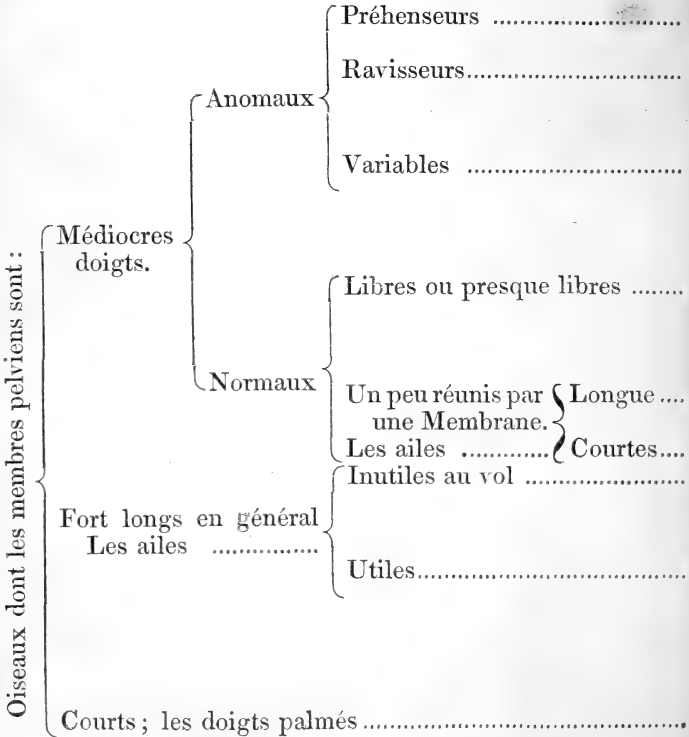 Préhenseurs ..............................
Ravisseurs..................................
Anomaux
Variables ..................................
Oiseaux dont les membres pelviens sont :
Médiocres
doigts.
Libres ou presque libres ........
Normaux
Un peu réunis par
une Membrane.
Longue ....
Les ailes .............
Courtes....
Inutiles au vol .........................
Fort longs en général
Les ailes ................
Utiles..........................................
Courts ; les doigts palmés ...................................................